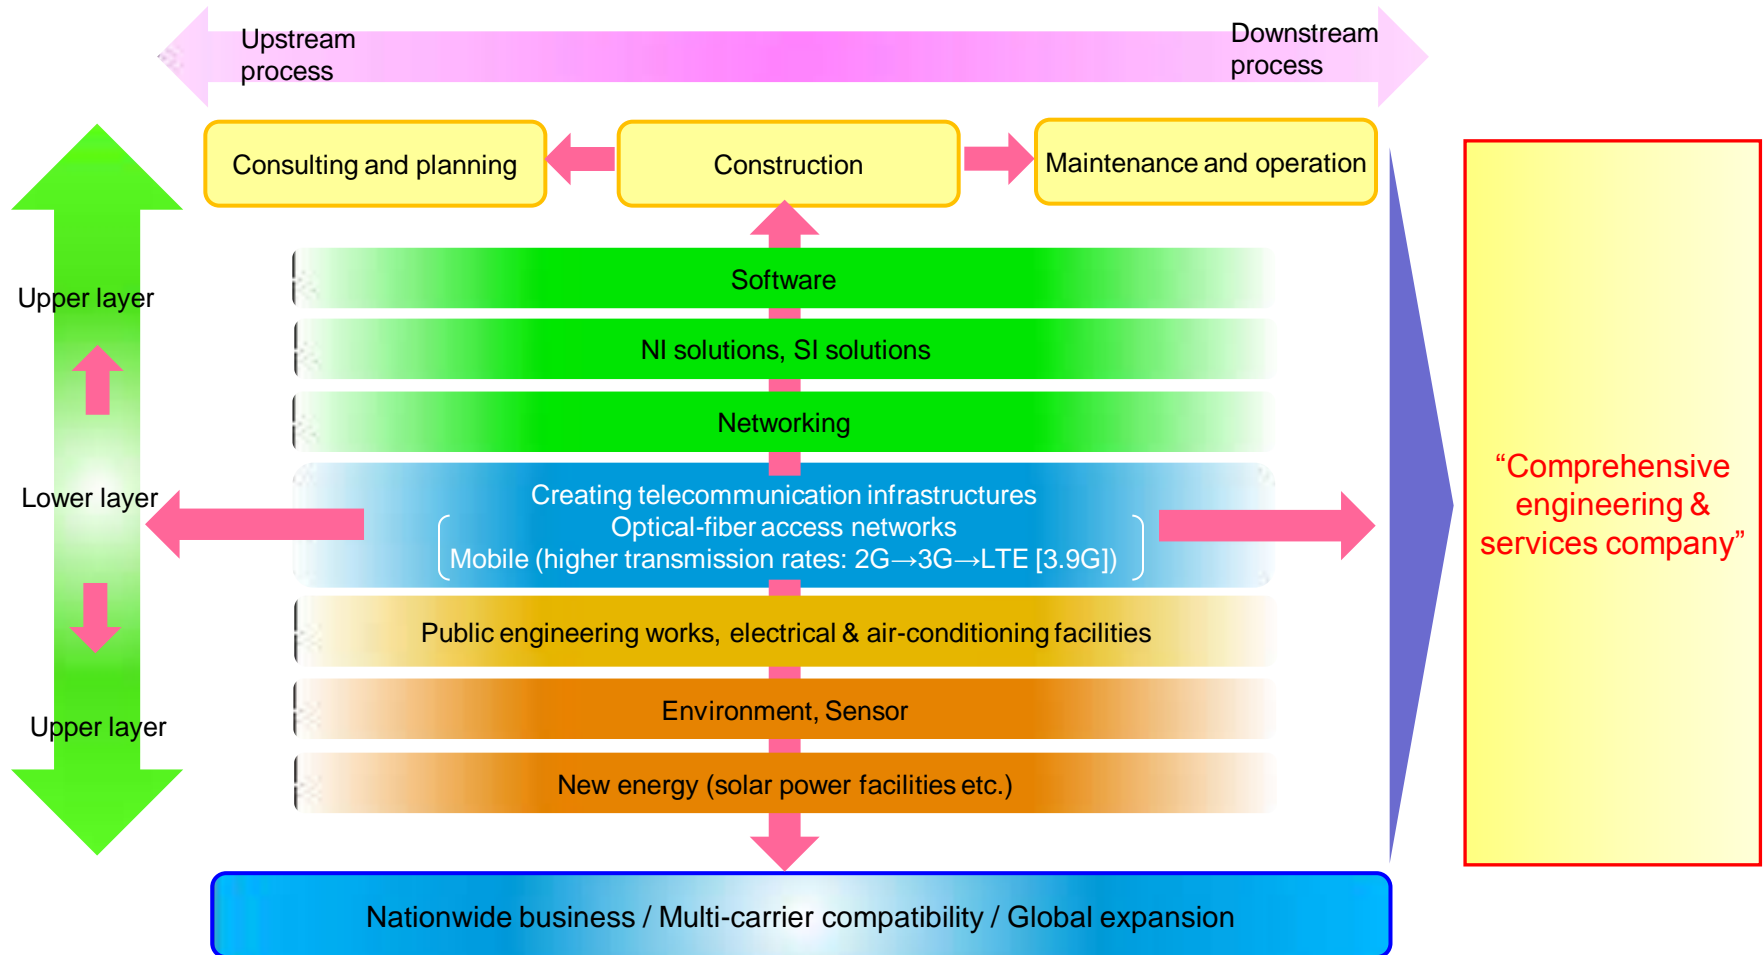 Upstream
process
Downstream
process
Consulting and planning
Construction
Maintenance and operation
Upper layer
Lower layer
Upper layer
Software
NI solutions, SI solutions
Networking
Creating telecommunication infrastructures
Optical-fiber access networks
Mobile (higher transmission rates: 2G→3G→LTE [3.9G])
Public engineering works, electrical & air-conditioning facilities
Environment, Sensor
New energy (solar power facilities etc.)
Nationwide business / Multi-carrier compatibility / Global expansion
“Comprehensive
engineering &
services company”